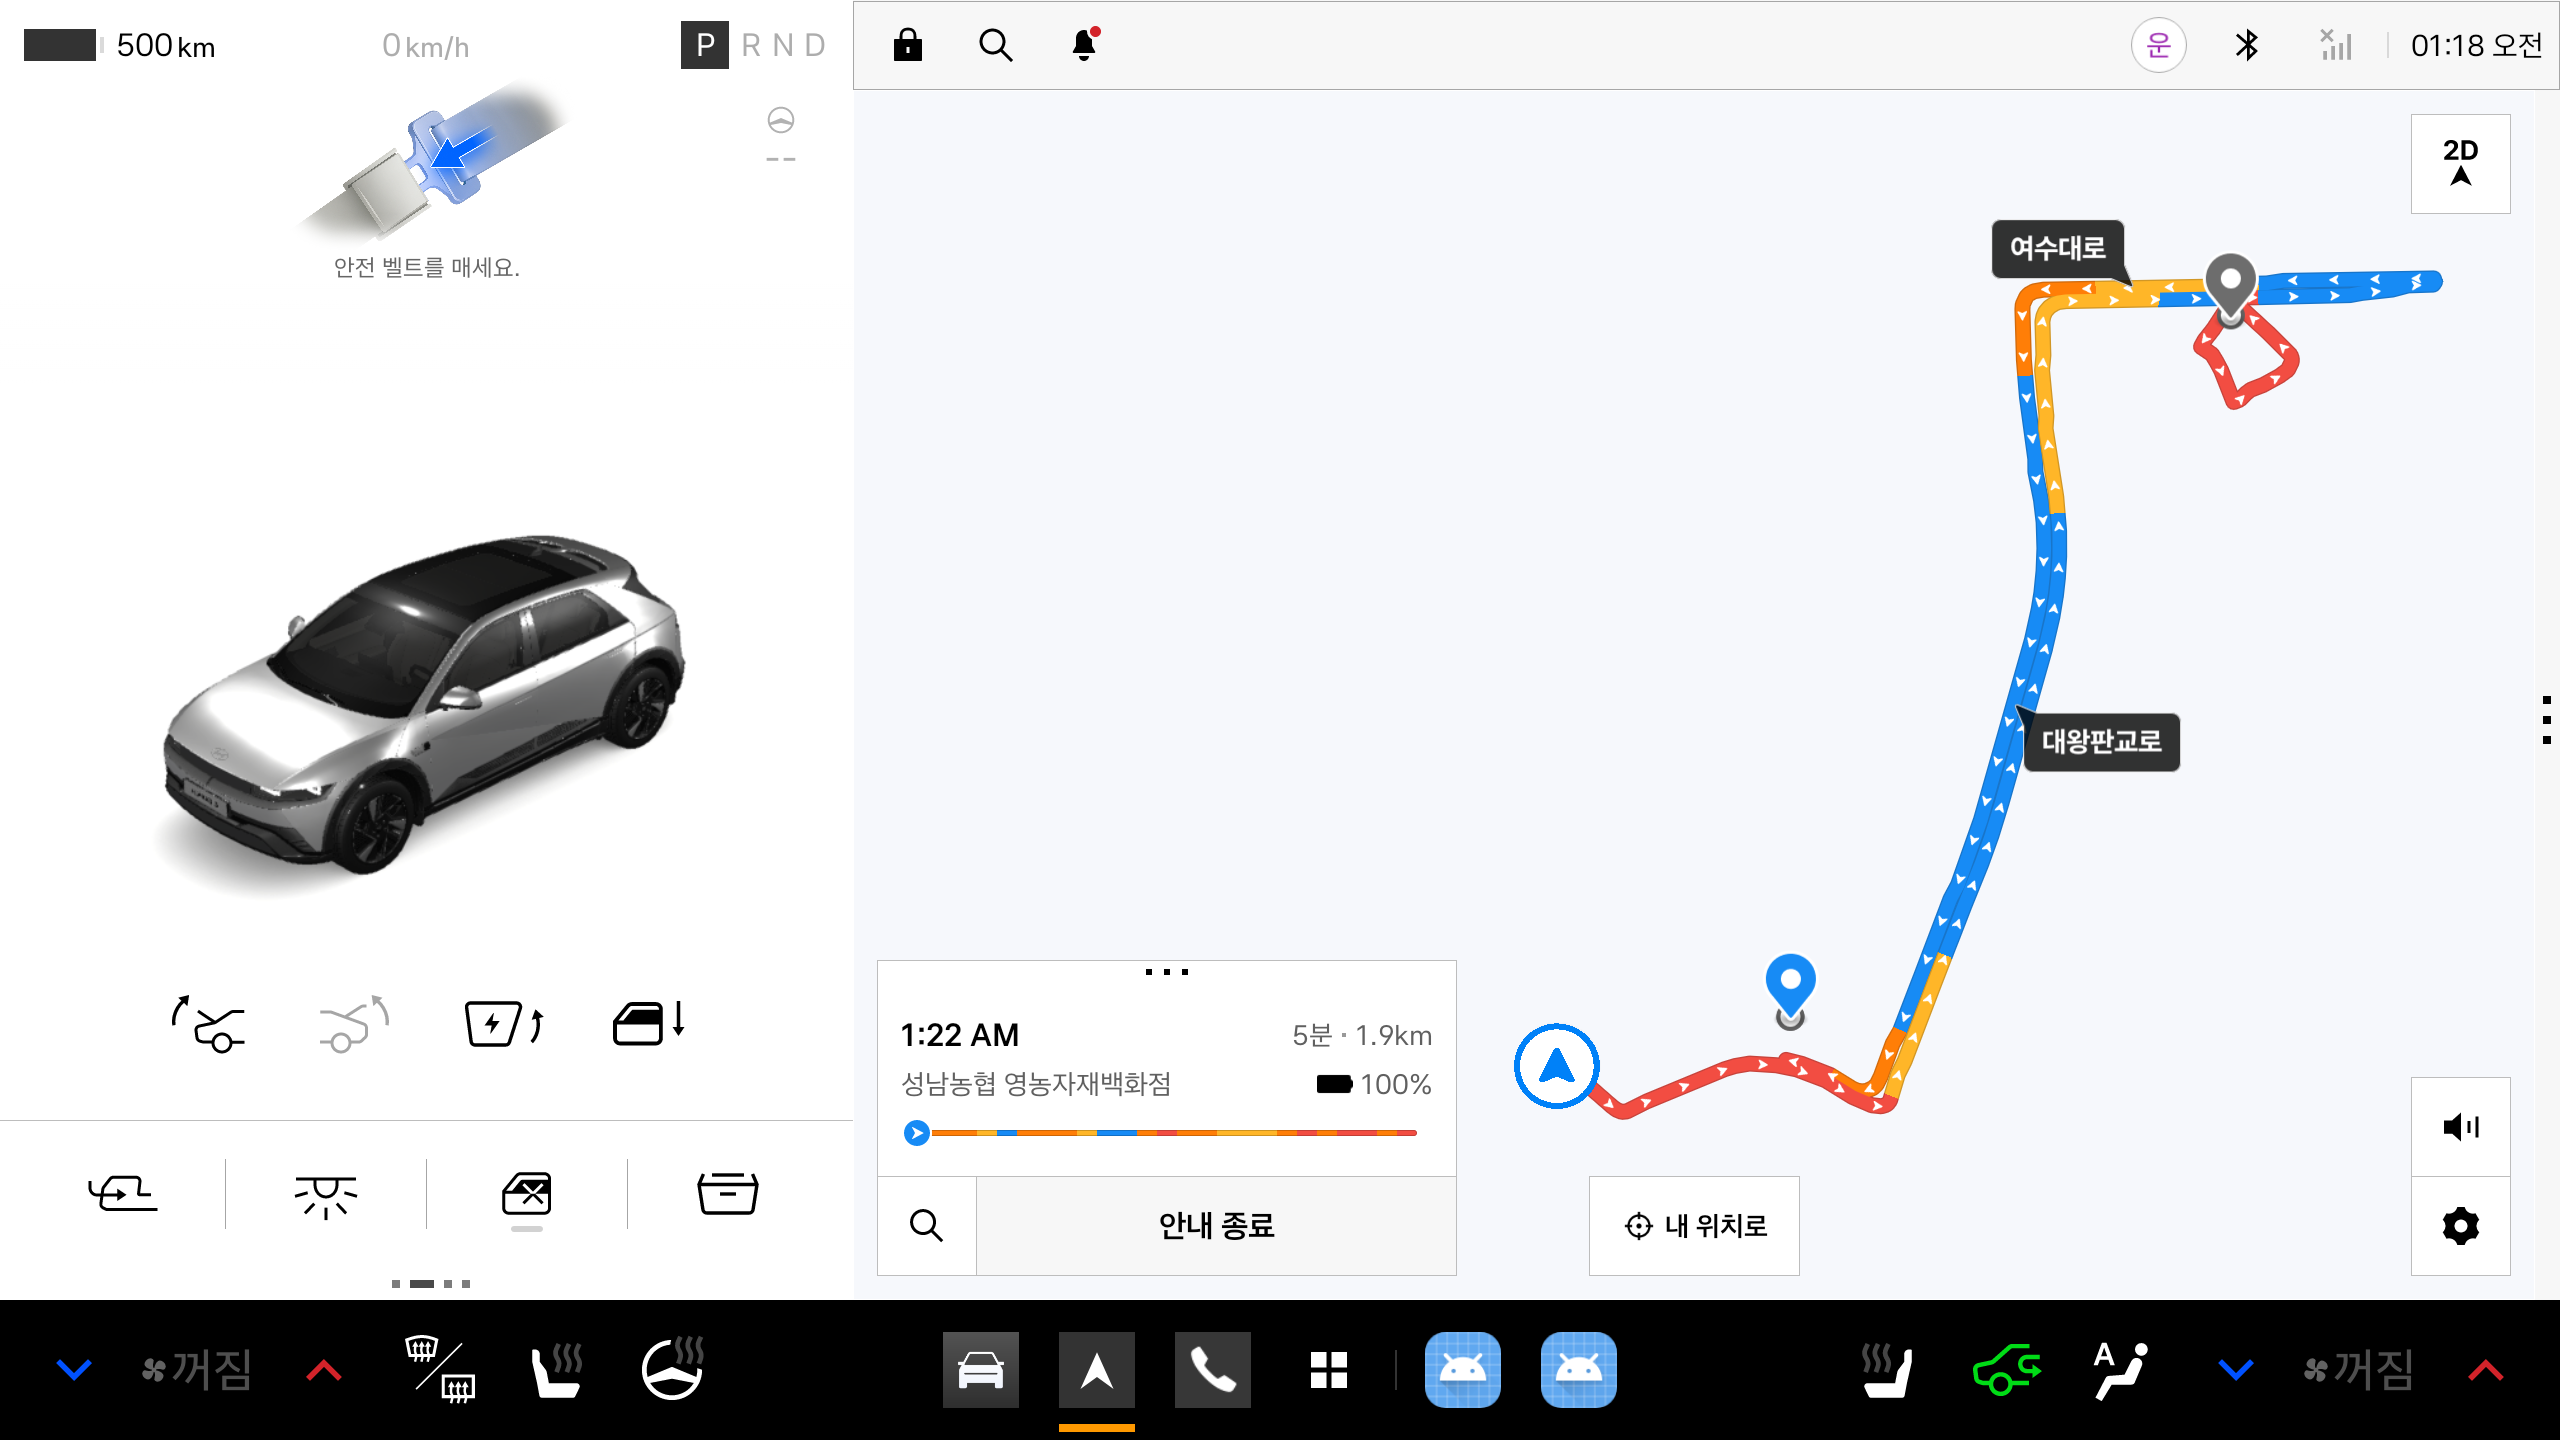 500 km
0 km/h
P R N D
01:18 오전
운
안전 벨트를 매세요.
2D
여수대로
대왕판교로
1:22 AM
5분 · 1.9km
성남농협 영농자재백화점
100%
안내 종료
내 위치로
꺼짐
A
꺼짐